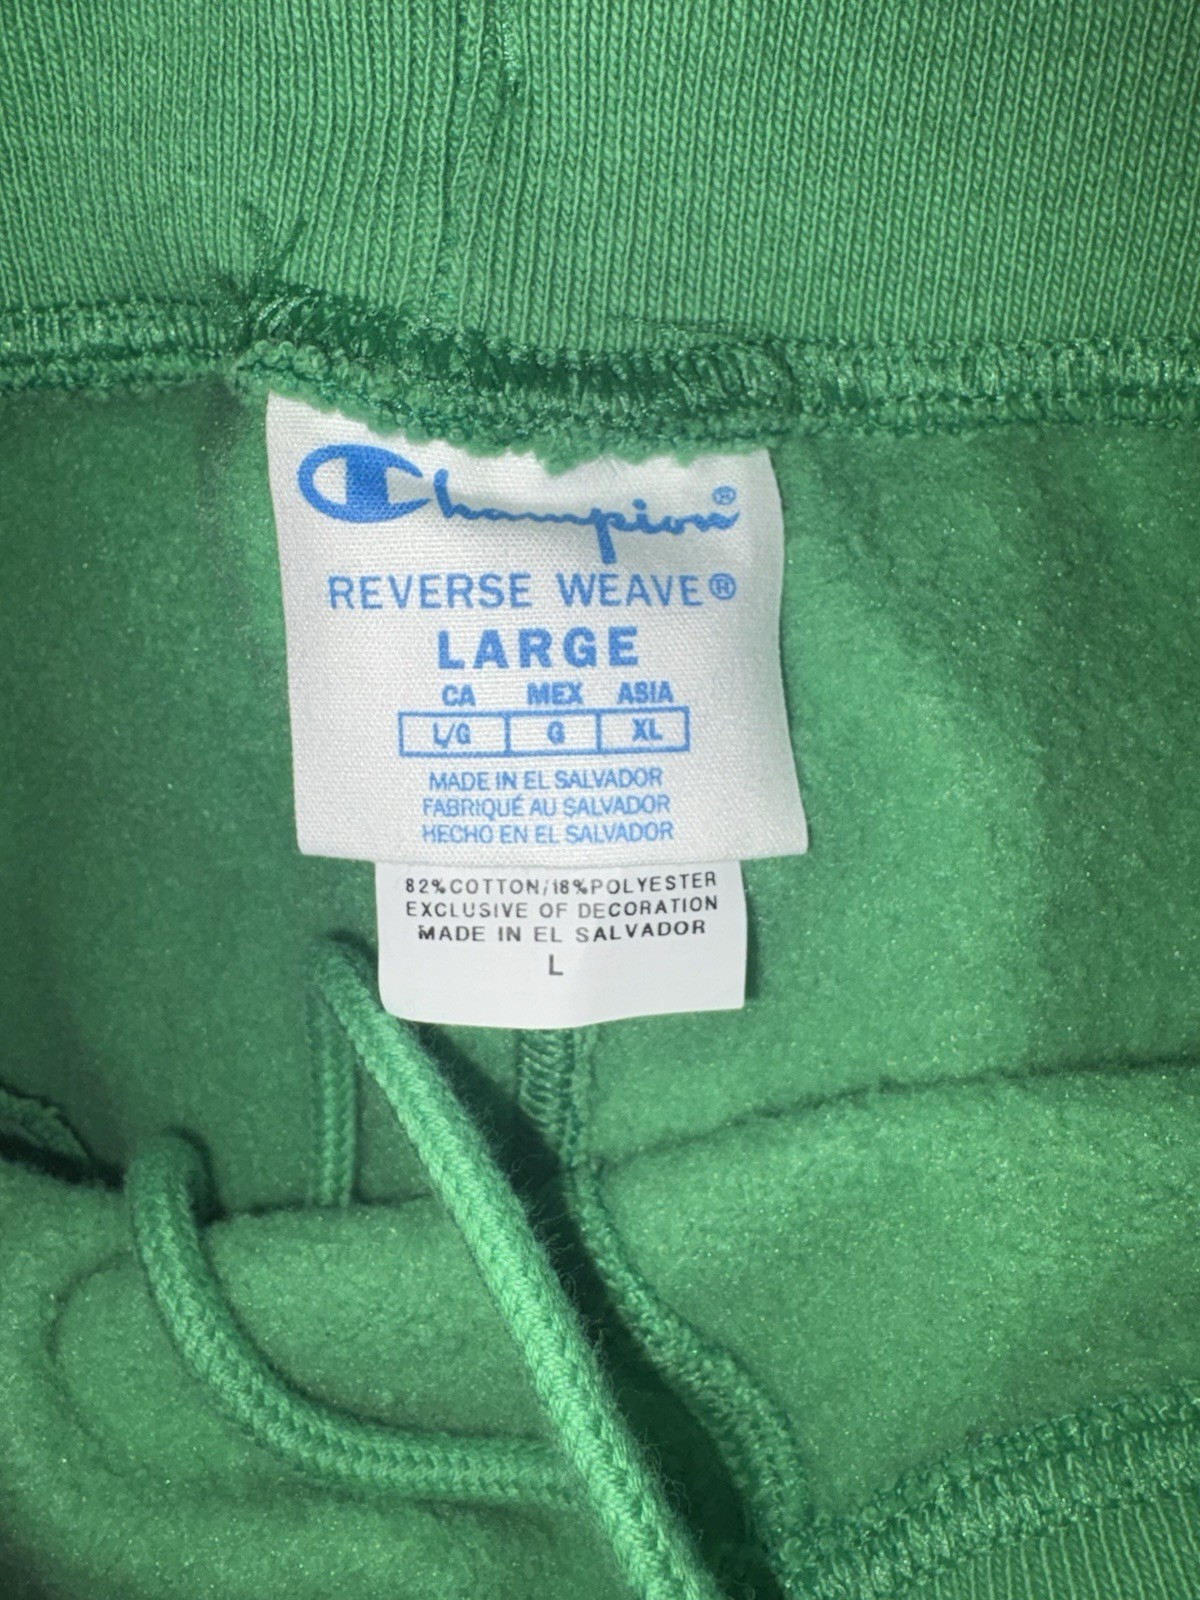 Champion®
REVERSE WEAVE®
LARGE
CA MEX ASIA
L/G G XL
MADE IN EL SALVADOR
FABRIQUÉ AU SALVADOR
HECHO EN EL SALVADOR
82%COTTON/18%POLYESTER
EXCLUSIVE OF DECORATION
MADE IN EL SALVADOR
L